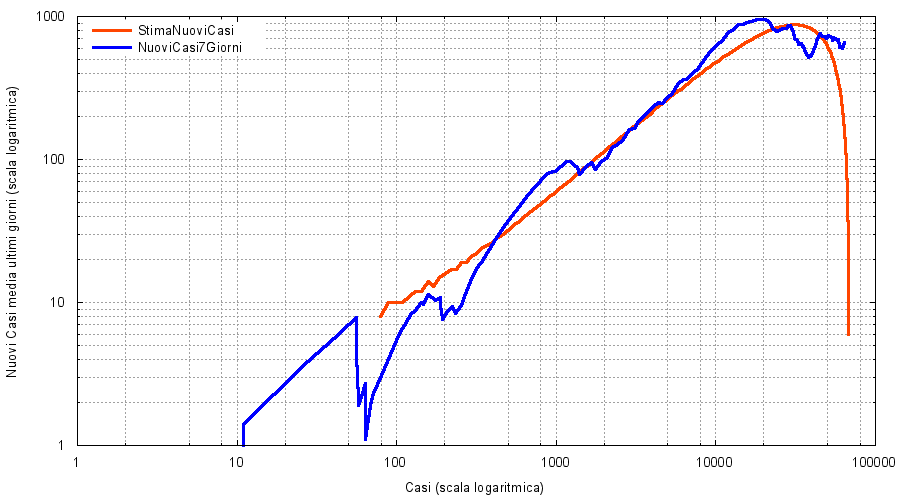 1000
100
10
1
StimaNuoviCasi
NuoviCasi7Giorni
Nuovi Casi media ultimi giorni (scala logaritmica)
1 10 100 1000 10000 100000
Casi (scala logaritmica)